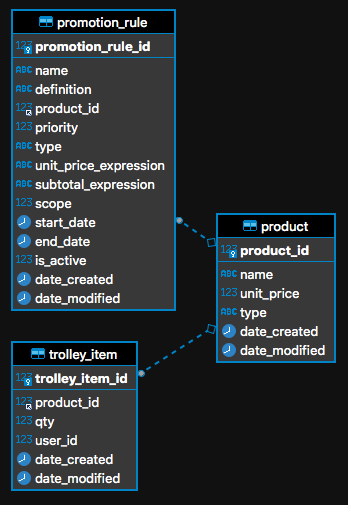 promotion_rule
123 promotion_rule_id
ABC name
ABC definition
123 product_id
123 priority
ABC type
ABC unit_price_expression
ABC subtotal_expression
123 scope
start_date
end_date
123 is_active
date_created
date_modified
product
123 product_id
ABC name
123 unit_price
ABC type
date_created
date_modified
trolley_item
123 trolley_item_id
123 product_id
123 qty
123 user_id
date_created
date_modified